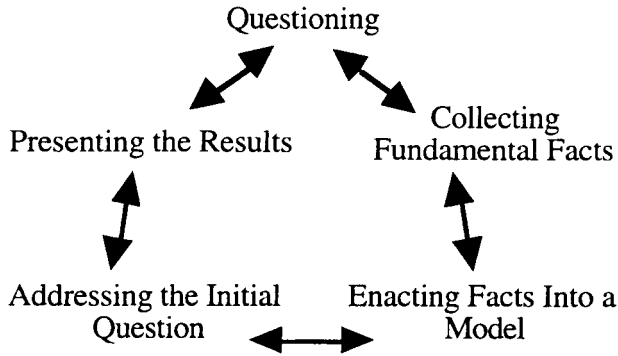 Questioning
Presenting the Results
Collecting
Fundamental Facts
Addressing the Initial
Question
Enacting Facts Into a
Model